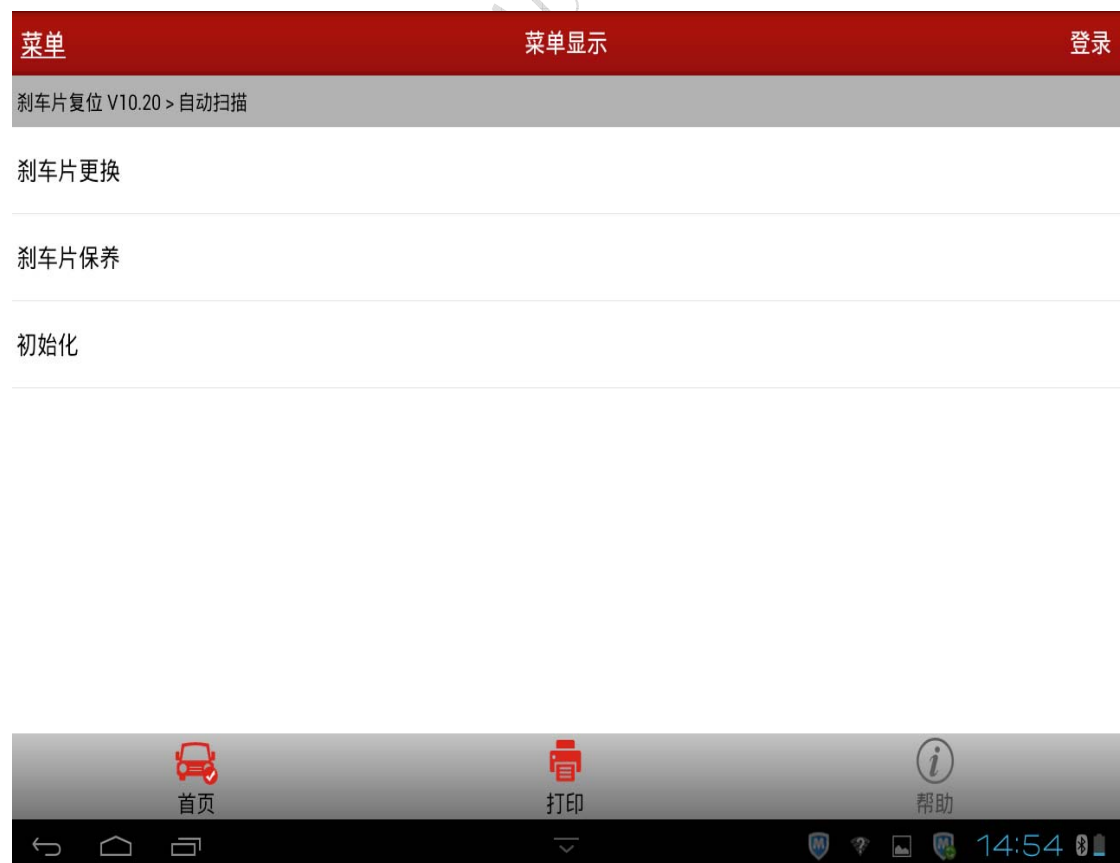 菜单 菜单显示 登录
刹车片复位 V10.20 > 自动扫描
刹车片更换
刹车片保养
初始化
首页 打印 帮助
14:54